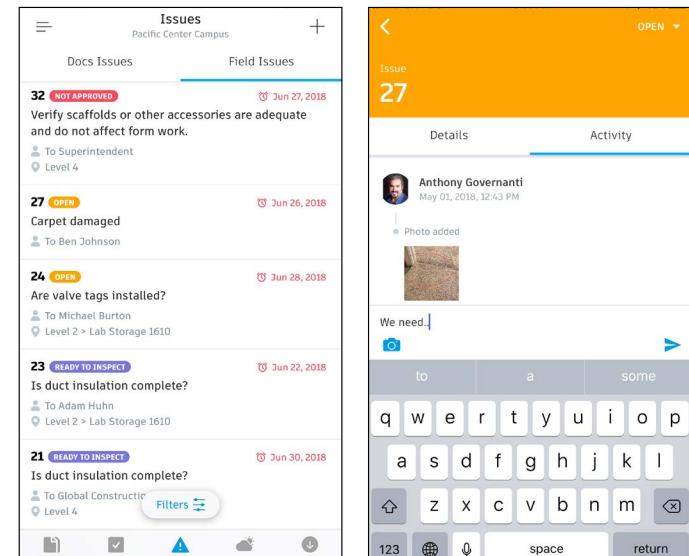 Issues
Pacific Center Campus
Docs Issues
Field Issues
32 NOT APPROVED
Jun 27, 2018
Verify scaffolds or other accessories are adequate
and do not affect form work.
To Superintendent
Level 4
27 OPEN
Jun 26, 2018
Carpet damaged
To Ben Johnson
24 OPEN
Jun 28, 2018
Are valve tags installed?
To Michael Burton
Level 2 > Lab Storage 1610
23 READY TO INSPECT
Jun 22, 2018
Is duct insulation complete?
To Adam Huhn
Level 2 > Lab Storage 1610
21 READY TO INSPECT
Jun 30, 2018
Is duct insulation complete?
To Global
Level 4
Filters
OPEN
Issue
27
Details
Activity
Anthony Governanti
May 01, 2018, 12:43 PM
Photo added
We need..
to a some
q w e r t y u i o p
a s d f g h j k l
z x c v b n m
123 space return